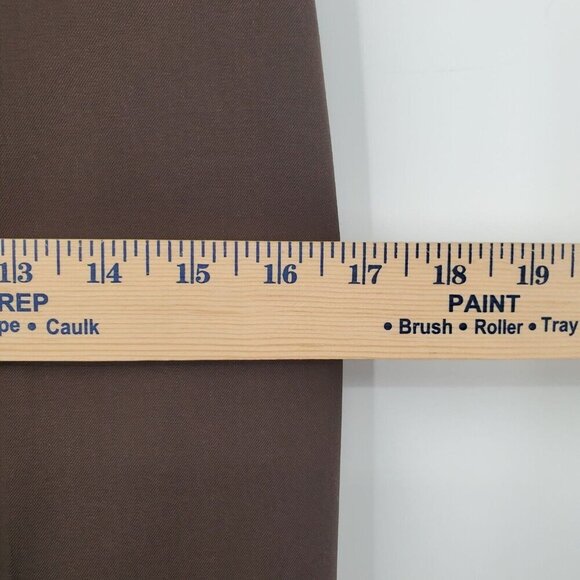 13 14 15 16 17 18 19
REP PAINT
pe • Caulk • Brush • Roller • Tray